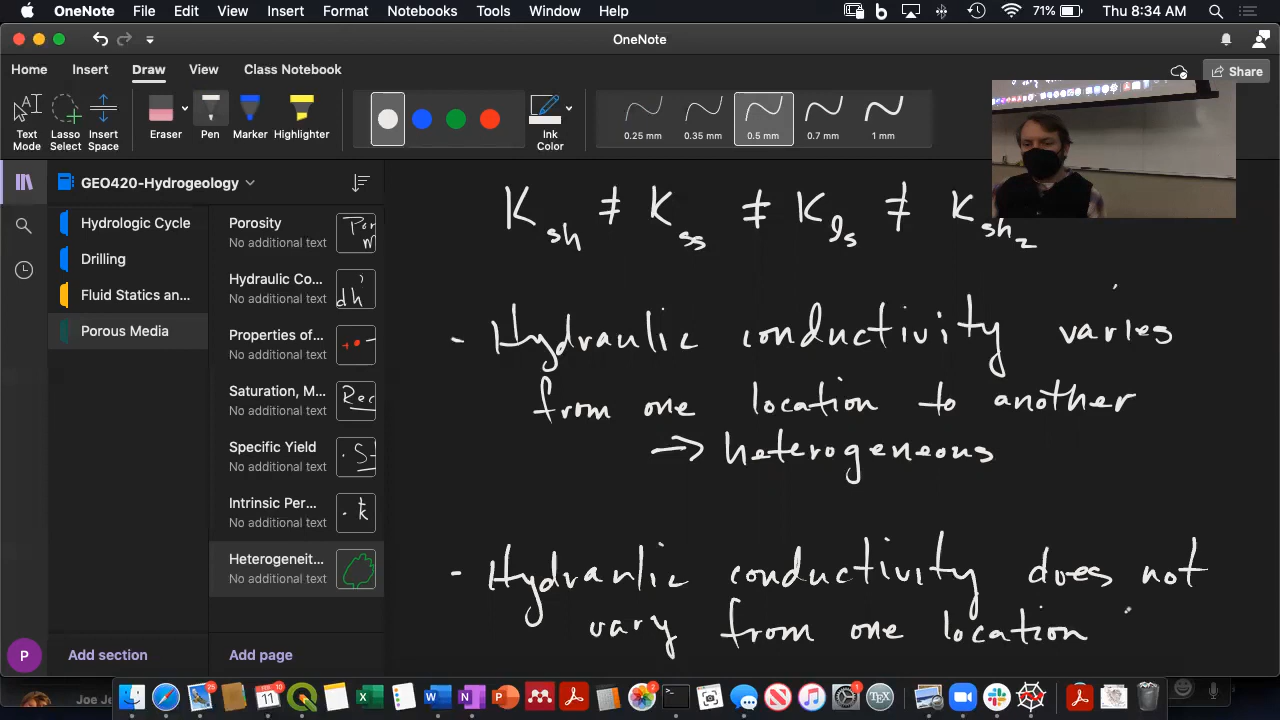 OneNote File Edit View Insert Format Notebooks Tools Window Help 71% Thu 8:34 AM
OneNote
Home Insert Draw View Class Notebook Share
Text Mode Lasso Select Insert Space Eraser Pen Marker Highlighter Ink Color 0.25 mm 0.35 mm 0.5 mm 0.7 mm 1 mm
GEO420-Hydrogeology
Hydrologic Cycle
Drilling
Fluid Statics an...
Porous Media
Porosity
No additional text
Hydraulic Co...
No additional text
Properties of...
No additional text
Saturation, M...
No additional text
Specific Yield
No additional text
Intrinsic Per...
No additional text
Heterogeneit...
No additional text
K sh ≠ K ss ≠ K ls ≠ K sh2
- Hydraulic conductivity varies
from one location to another
→ heterogeneous
- Hydraulic conductivity does not
vary from one location
P Add section Add page